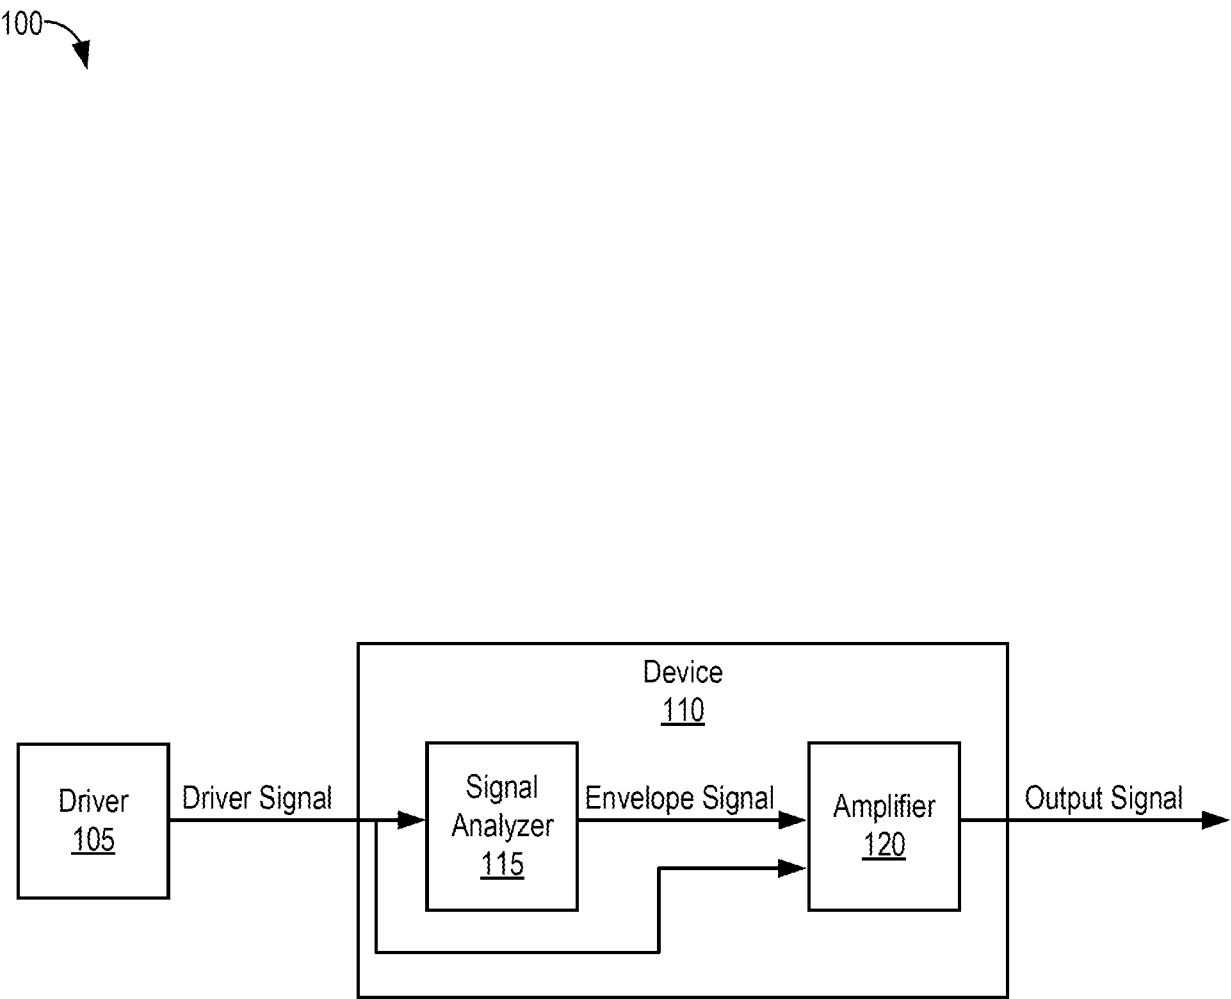 100
Device
110
Driver
105
Driver Signal
Signal
Analyzer
115
Envelope Signal
Amplifier
120
Output Signal